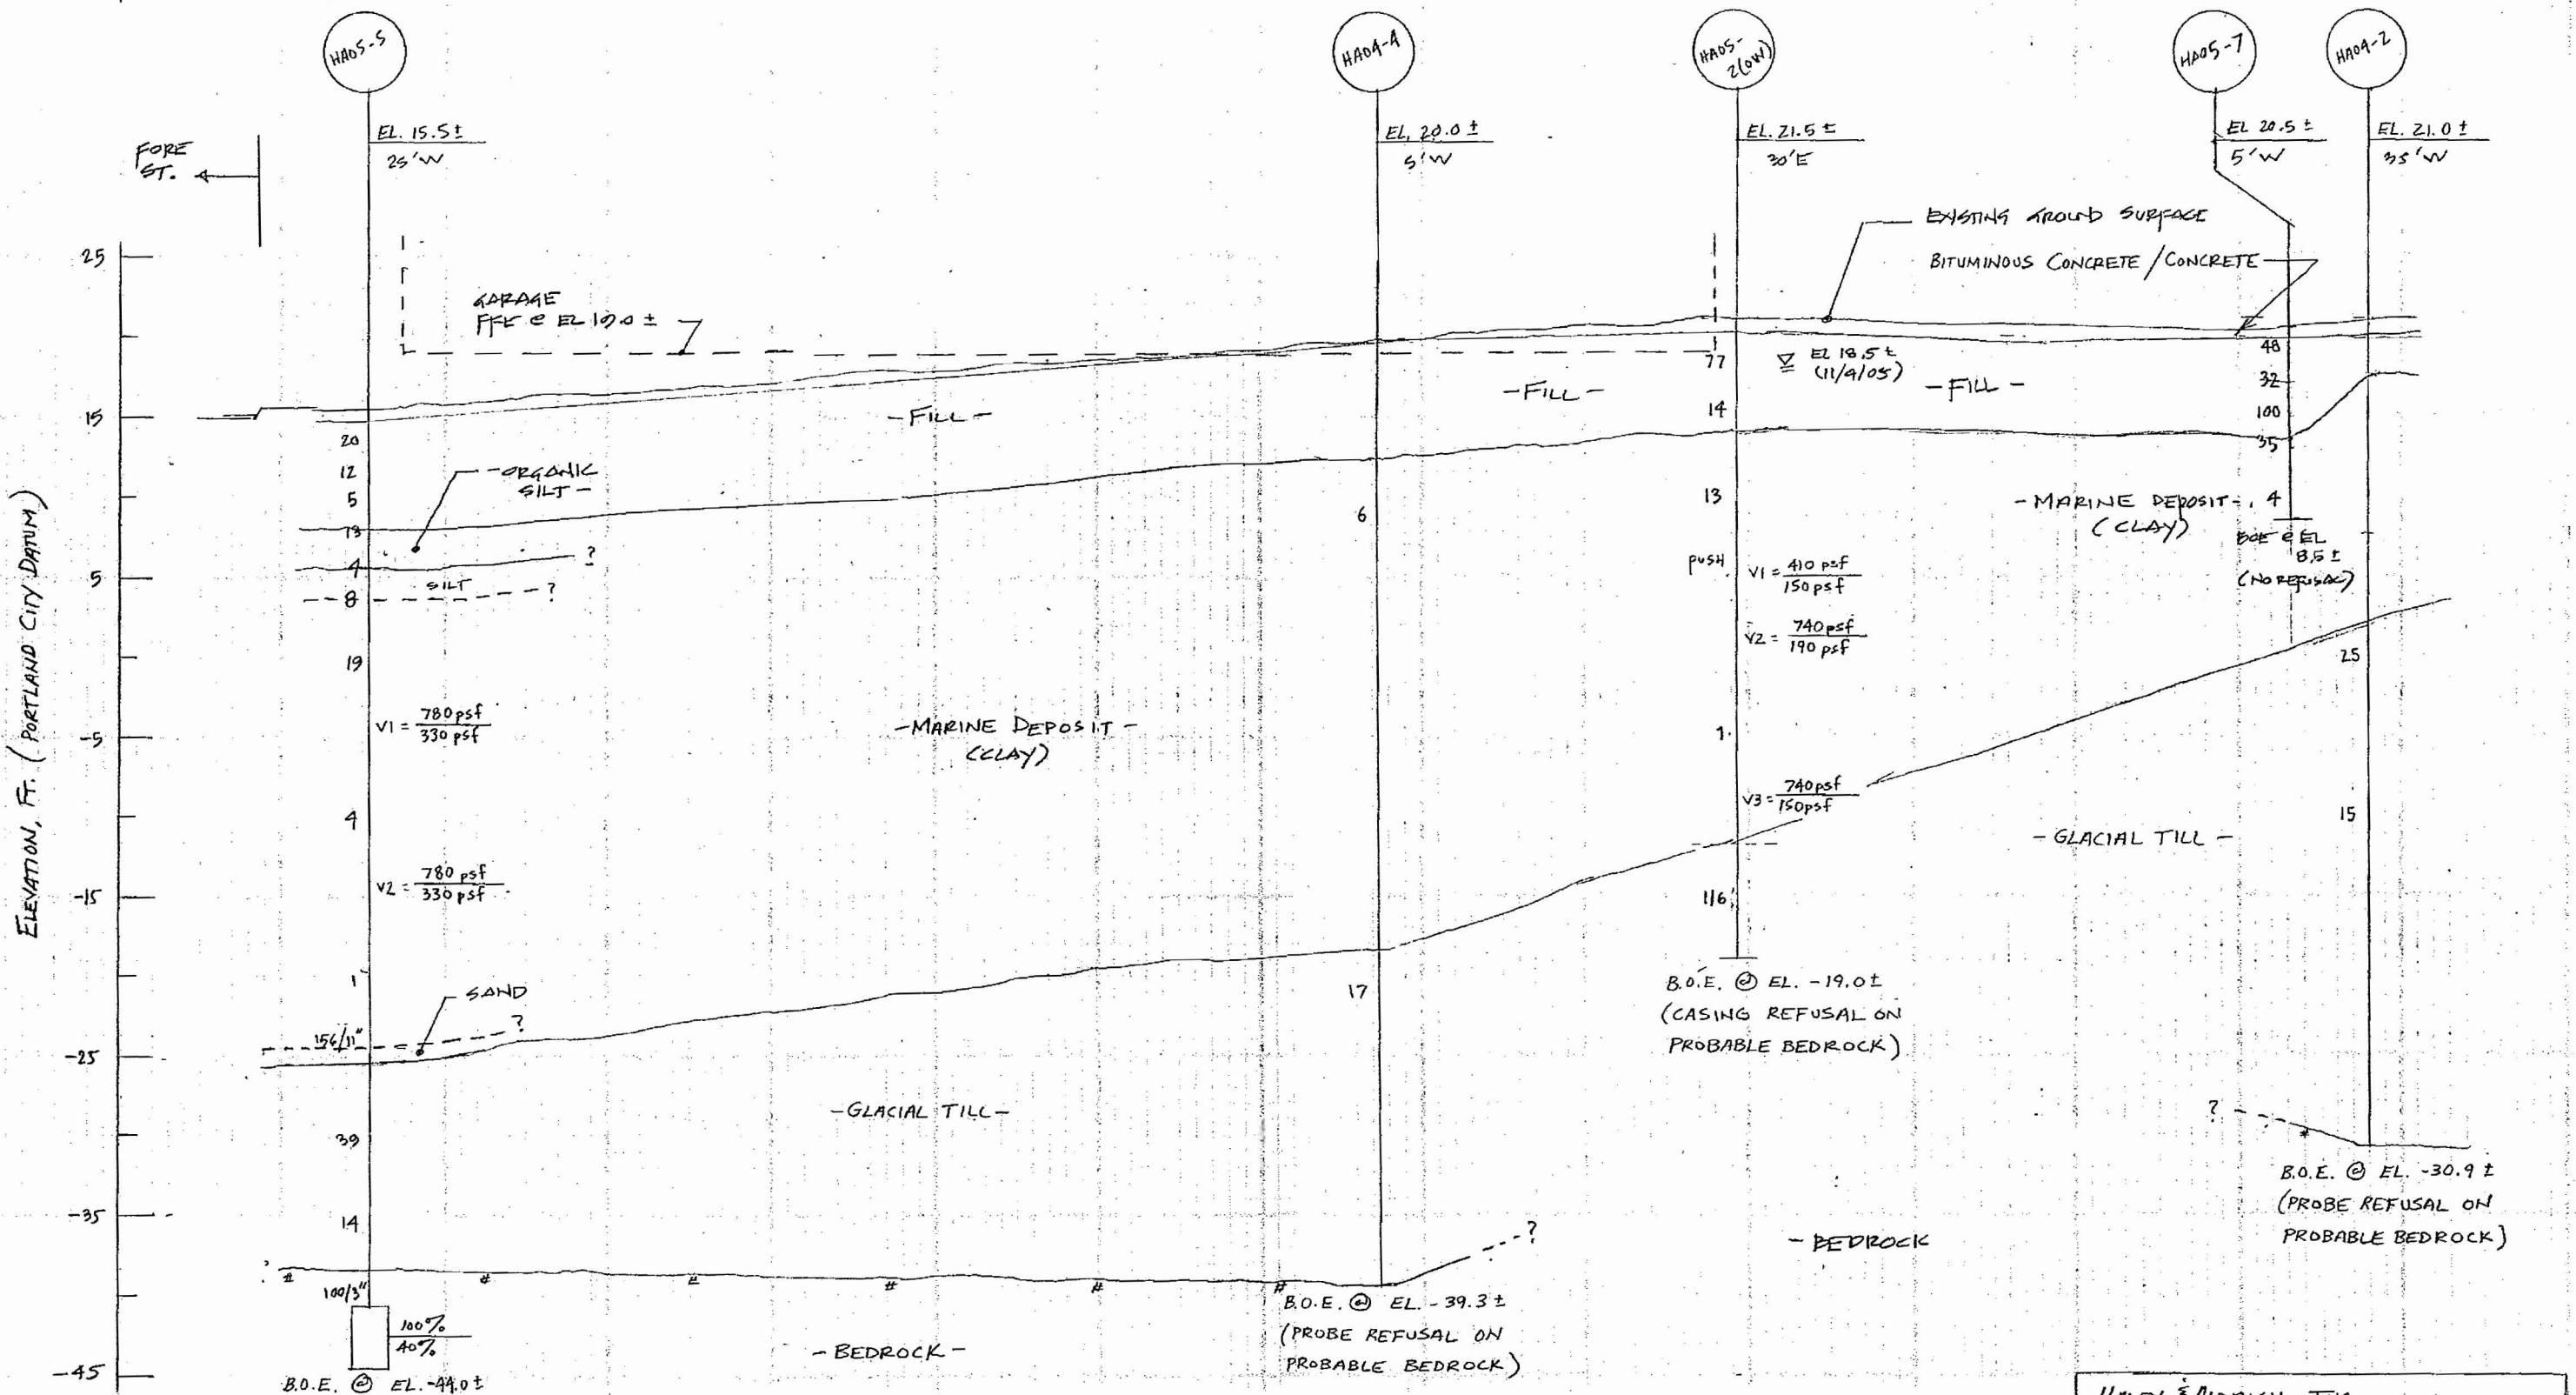 HA05-5
HA04-4
HA05-
2(OW)
HA05-7
HA04-2
EL. 15.5±
25'W
EL. 20.0±
5'W
EL. 21.5±
30'E
EL 20.5±
5'W
EL. 21.0±
35'W
FORE
ST.
EXISTING GROUND SURFACE
BITUMINOUS CONCRETE / CONCRETE
GARAGE
FFE @ EL 19.0 ±
ELEVATION, FT. (PORTLAND CITY DATUM)
25
15
5
-5
-15
-25
-35
-45
20
12
5
13
4
8
19
V1 = 780 psf
330 psf
4
V2 = 780 psf
330 psf
1
156/11"
39
14
100/3"
100%
40%
B.O.E. @ EL. -44.0±
- ORGANIC
SILT -
?
SILT
?
SAND
?
- FILL -
- MARINE DEPOSIT -
(CLAY)
- GLACIAL TILL -
- BEDROCK -
6
17
B.O.E. @ EL. -39.3 ±
(PROBE REFUSAL ON
PROBABLE BEDROCK)
?
- FILL -
77
EL 18.5±
(11/9/05)
14
13
PUSH
V1 = 410 psf
150 psf
V2 = 740 psf
190 psf
1
V3 = 740 psf
150 psf
116
B.O.E. @ EL. -19.0±
(CASING REFUSAL ON
PROBABLE BEDROCK)
- FILL -
48
32
100
35
4
- MARINE DEPOSIT -
(CLAY)
BOE @ EL
8.5 ±
(NO REFUSAL)
25
15
- GLACIAL TILL -
?
- BEDROCK
B.O.E. @ EL. -30.9 ±
(PROBE REFUSAL ON
PROBABLE BEDROCK)